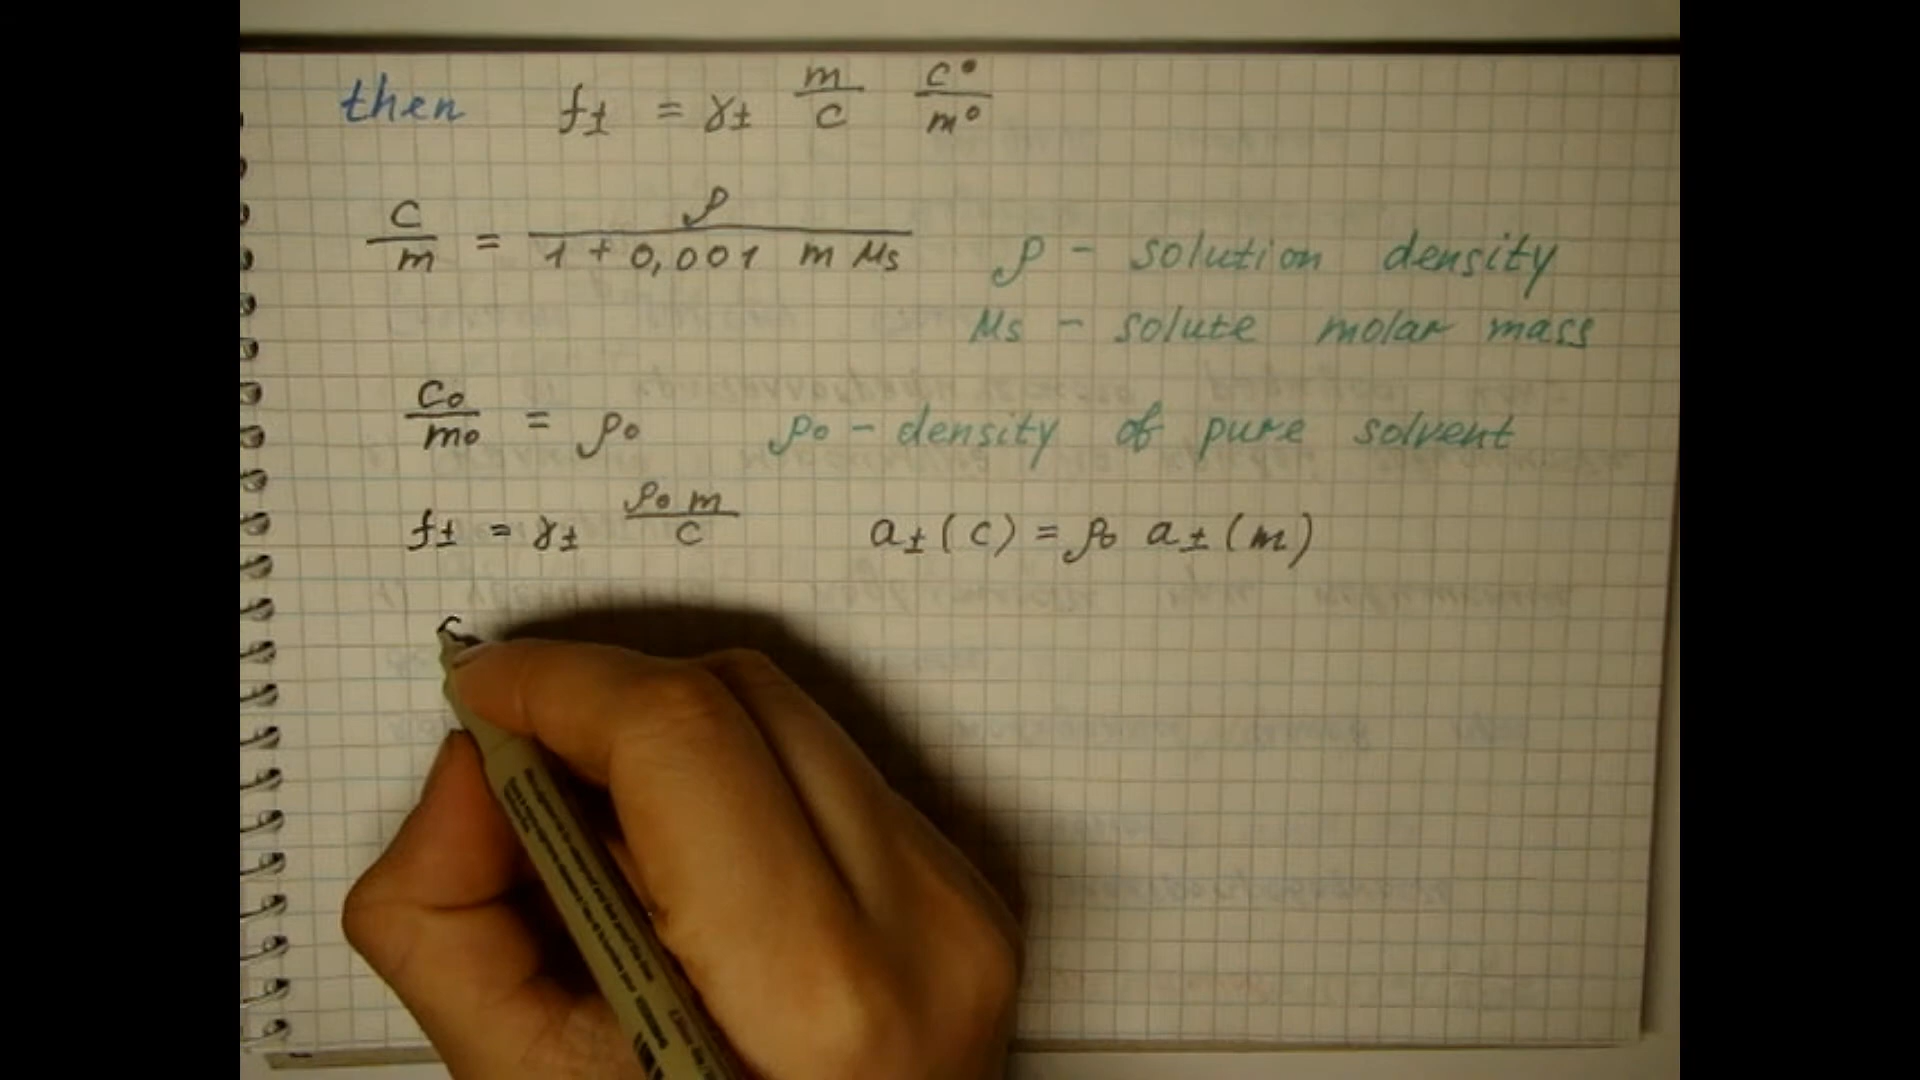 then f± = γ± m/c c°/m°
c/m = ρ/(1 + 0,001 m Ms) ρ - solution density
Ms - solute molar mass
c₀/m₀ = ρ₀ ρ₀ - density of pure solvent
f± = γ± ρ₀ m/c a±(c) = ρ₀ a±(m)